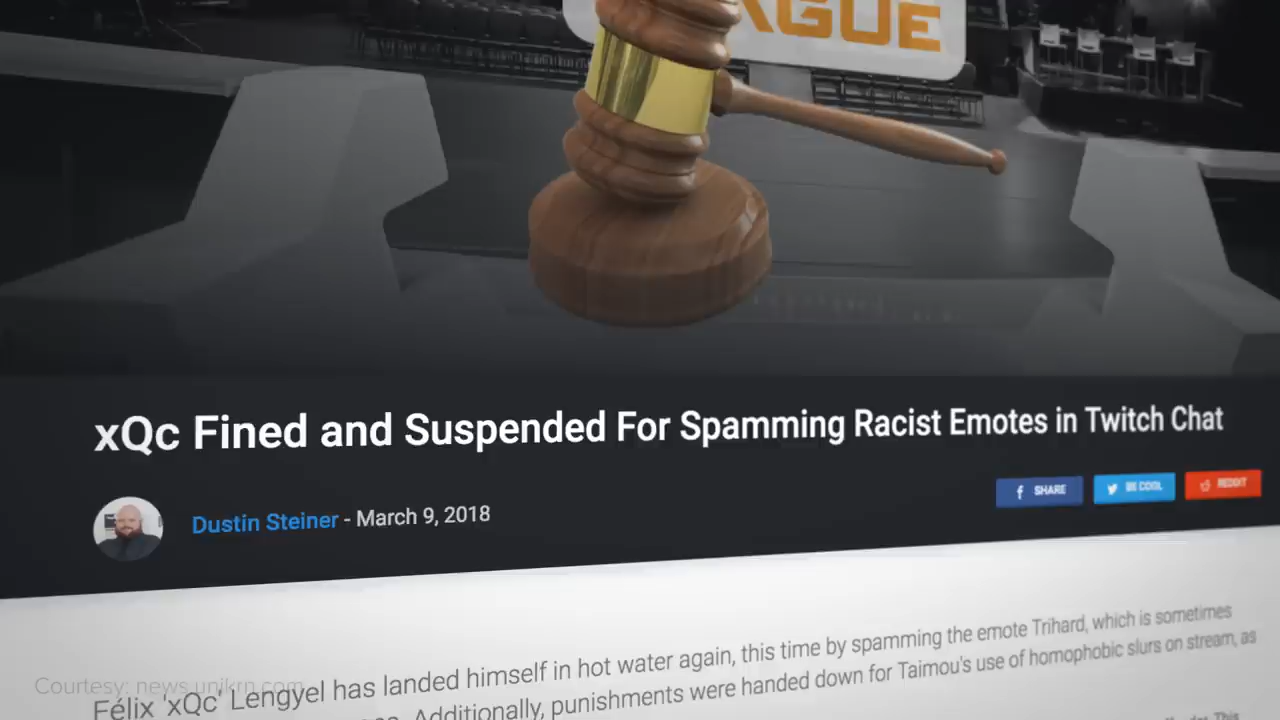 AGUE
xQc Fined and Suspended For Spamming Racist Emotes in Twitch Chat
SHARE
BE COOL
REDDIT
Dustin Steiner - March 9, 2018
Félix 'xQc' Lengyel has landed himself in hot water again, this time by spamming the emote Trihard, which is sometimes
Additionally, punishments were handed down for Taimou's use of homophobic slurs on stream, as
This
Courtesy: news.unikrn.com